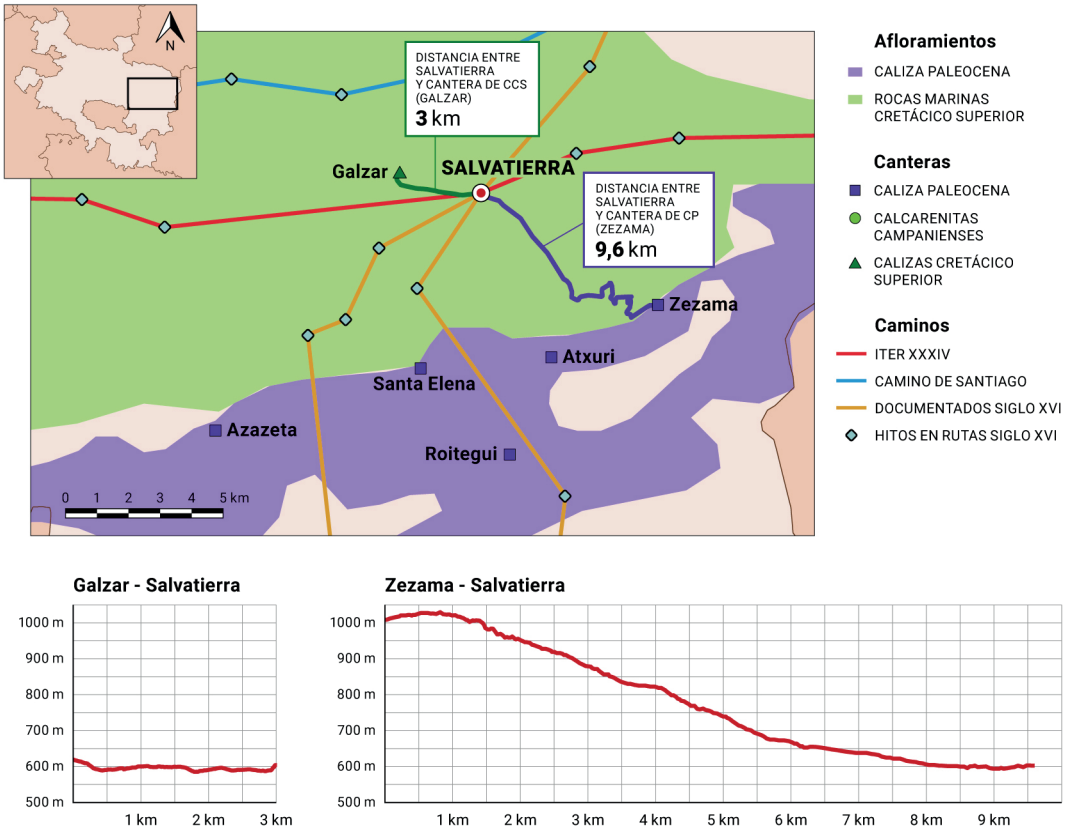 N
DISTANCIA ENTRE
SALVATIERRA
Y CANTERA DE CCS
(GALZAR)
3 km
Galzar
SALVATIERRA
DISTANCIA ENTRE
SALVATIERRA
Y CANTERA DE CP
(ZEZAMA)
9,6 km
Zezama
Atxuri
Santa Elena
Azazeta
Roitegui
0 1 2 3 4 5 km
Afloramientos
CALIZA PALEOCENA
ROCAS MARINAS
CRETÁCICO SUPERIOR
Canteras
CALIZA PALEOCENA
CALCARENITAS
CAMPANIENSES
CALIZAS CRETÁCICO
SUPERIOR
Caminos
ITER XXXIV
CAMINO DE SANTIAGO
DOCUMENTADOS SIGLO XVI
HITOS EN RUTAS SIGLO XVI
Galzar - Salvatierra
1000 m
900 m
800 m
700 m
600 m
500 m
1 km 2 km 3 km
Zezama - Salvatierra
1000 m
900 m
800 m
700 m
600 m
500 m
1 km 2 km 3 km 4 km 5 km 6 km 7 km 8 km 9 km